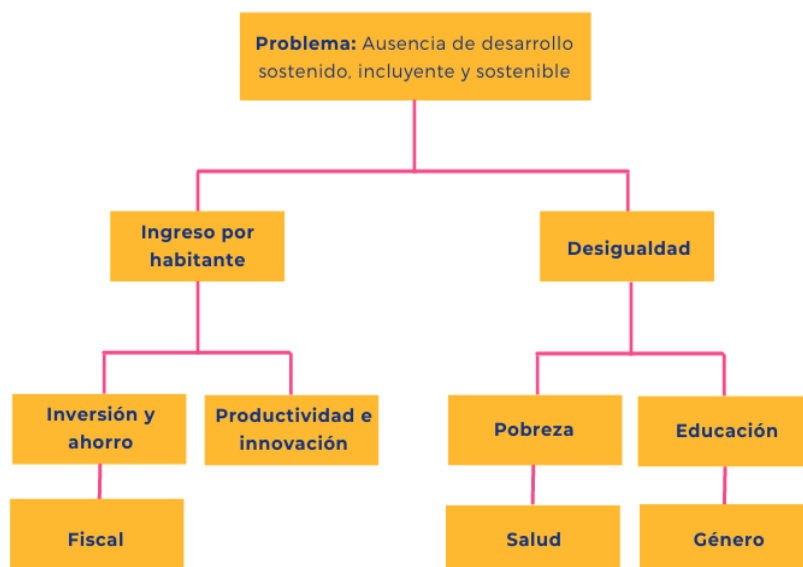 Problema: Ausencia de desarrollo
sostenido, incluyente y sostenible
Ingreso por
habitante
Desigualdad
Inversión y
ahorro
Productividad e
innovación
Pobreza
Educación
Fiscal
Salud
Género